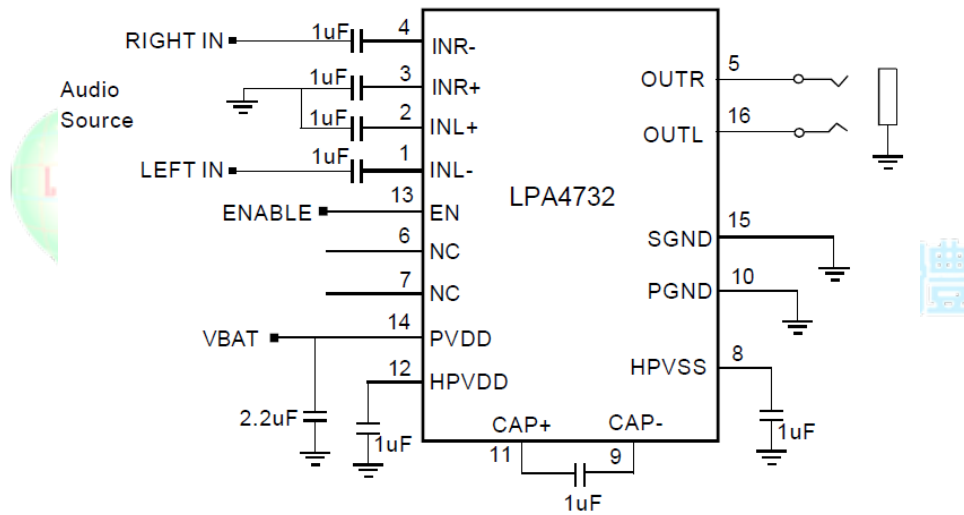 RIGHT IN
1uF
4
INR-
Audio
Source
1uF
3
INR+
1uF
2
INL+
LEFT IN
1uF
1
INL-
ENABLE
13
EN
6
NC
7
NC
VBAT
14
PVDD
12
HPVDD
2.2uF
1uF
LPA4732
OUTR
5
OUTL
16
SGND
15
PGND
10
HPVSS
8
1uF
CAP+
11
CAP-
9
1uF